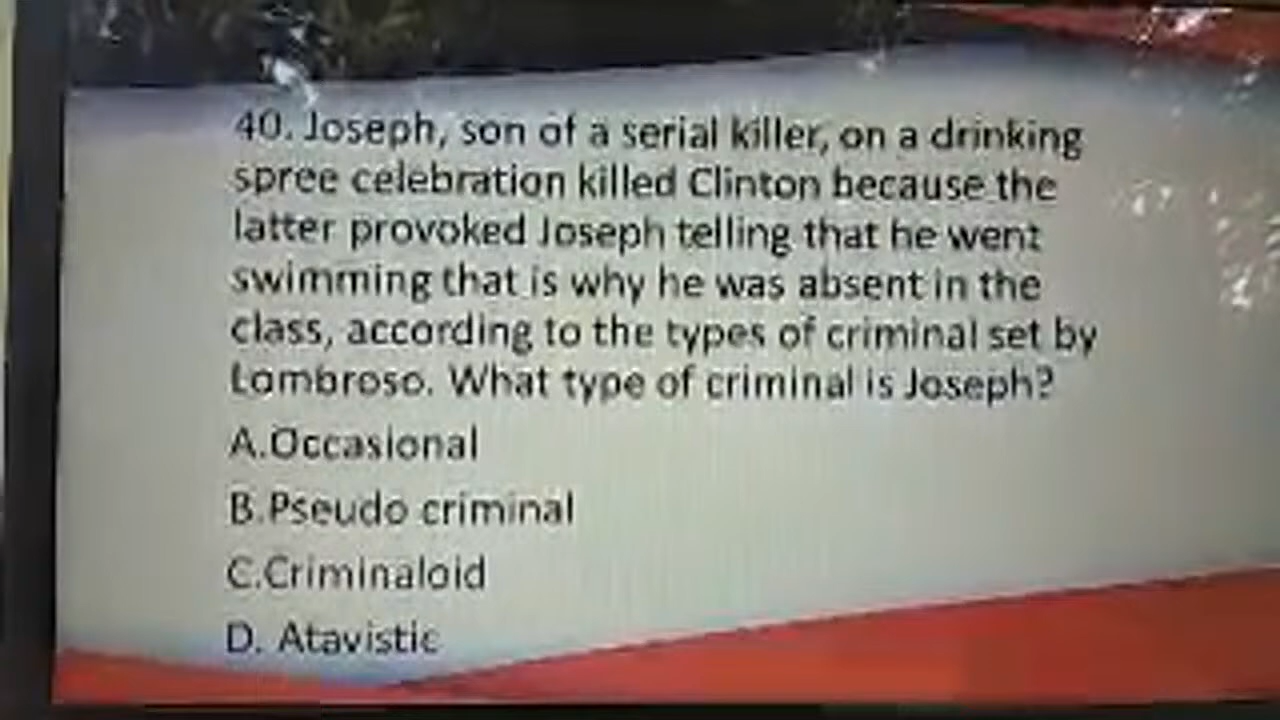 40. Joseph, son of a serial killer, on a drinking
spree celebration killed Clinton because the
latter provoked Joseph telling that he went
swimming that is why he was absent in the
class, according to the types of criminal set by
Lombroso. What type of criminal is Joseph?
A.Occasional
B.Pseudo criminal
C.Criminaloid
D. Atavistic